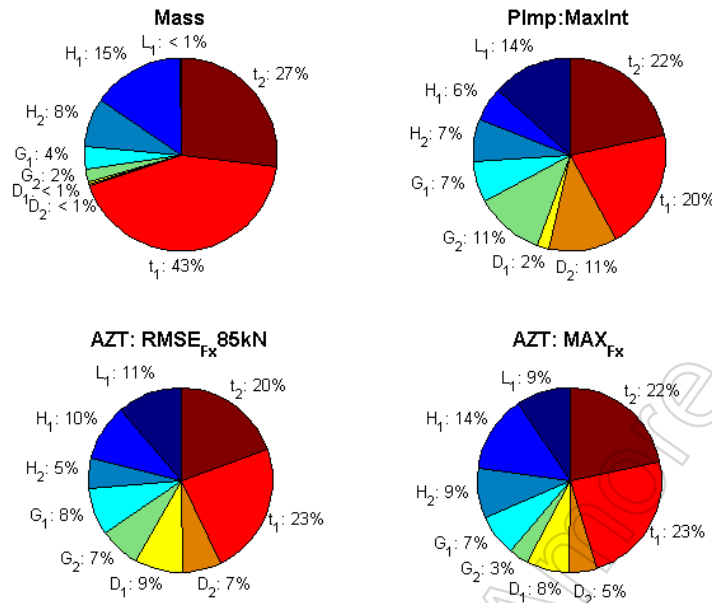 Mass
L₁: < 1%
H₁: 15%
t₂: 27%
H₂: 8%
G₁: 4%
G₂: 2%
D₁: < 1%
D₂: < 1%
t₁: 43%
PImp:MaxInt
L₁: 14%
t₂: 22%
H₁: 6%
H₂: 7%
G₁: 7%
t₁: 20%
G₂: 11%
D₁: 2%
D₂: 11%
AZT: RMSE_Fx85kN
L₁: 11%
t₂: 20%
H₁: 10%
H₂: 5%
G₁: 8%
t₁: 23%
G₂: 7%
D₁: 9%
D₂: 7%
AZT: MAX_Fx
L₁: 9%
t₂: 22%
H₁: 14%
H₂: 9%
G₁: 7%
t₁: 23%
G₂: 3%
D₁: 8%
D₂: 5%
Amore